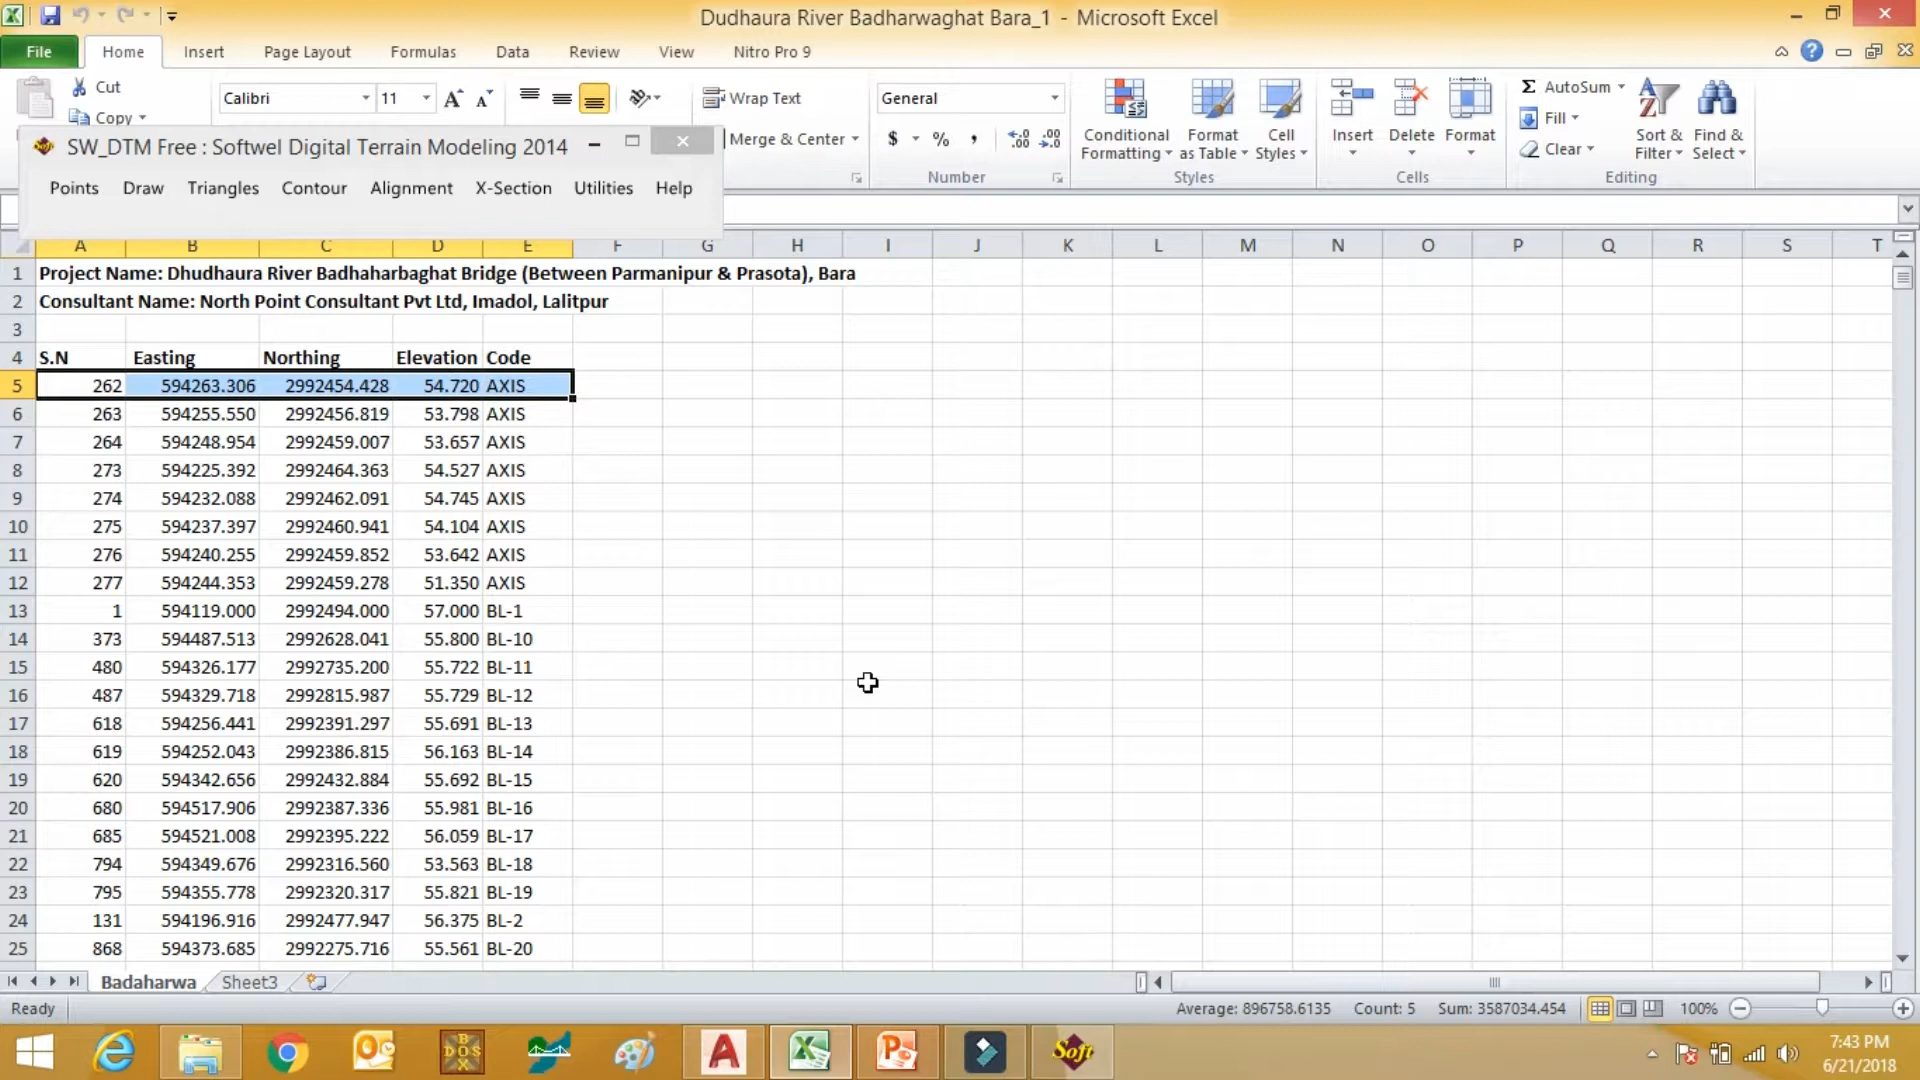 Dudhaura River Badharwaghat Bara_1 - Microsoft Excel
File Home Insert Page Layout Formulas Data Review View Nitro Pro 9
Cut
Copy
Calibri 11
Wrap Text
Merge & Center
General
$ % ,
Number
Conditional Formatting
Format as Table
Cell Styles
Styles
Insert Delete Format
Cells
Σ AutoSum
Fill
Clear
Sort & Filter
Find & Select
Editing
SW_DTM Free : Softwel Digital Terrain Modeling 2014
Points Draw Triangles Contour Alignment X-Section Utilities Help
A B C D E F G H I J K L M N O P Q R S T
1 Project Name: Dhudhaura River Badhaharbaghat Bridge (Between Parmanipur & Prasota), Bara
2 Consultant Name: North Point Consultant Pvt Ltd, Imadol, Lalitpur
3
4 S.N Easting Northing Elevation Code
5 262 594263.306 2992454.428 54.720 AXIS
6 263 594255.550 2992456.819 53.798 AXIS
7 264 594248.954 2992459.007 53.657 AXIS
8 273 594225.392 2992464.363 54.527 AXIS
9 274 594232.088 2992462.091 54.745 AXIS
10 275 594237.397 2992460.941 54.104 AXIS
11 276 594240.255 2992459.852 53.642 AXIS
12 277 594244.353 2992459.278 51.350 AXIS
13 1 594119.000 2992494.000 57.000 BL-1
14 373 594487.513 2992628.041 55.800 BL-10
15 480 594326.177 2992735.200 55.722 BL-11
16 487 594329.718 2992815.987 55.729 BL-12
17 618 594256.441 2992391.297 55.691 BL-13
18 619 594252.043 2992386.815 56.163 BL-14
19 620 594342.656 2992432.884 55.692 BL-15
20 680 594517.906 2992387.336 55.981 BL-16
21 685 594521.008 2992395.222 56.059 BL-17
22 794 594349.676 2992316.560 53.563 BL-18
23 795 594355.778 2992320.317 55.821 BL-19
24 131 594196.916 2992477.947 56.375 BL-2
25 868 594373.685 2992275.716 55.561 BL-20
Badaharwa Sheet3
Ready Average: 896758.6135 Count: 5 Sum: 3587034.454 100%
DOS BOX
Soft
7:43 PM
6/21/2018